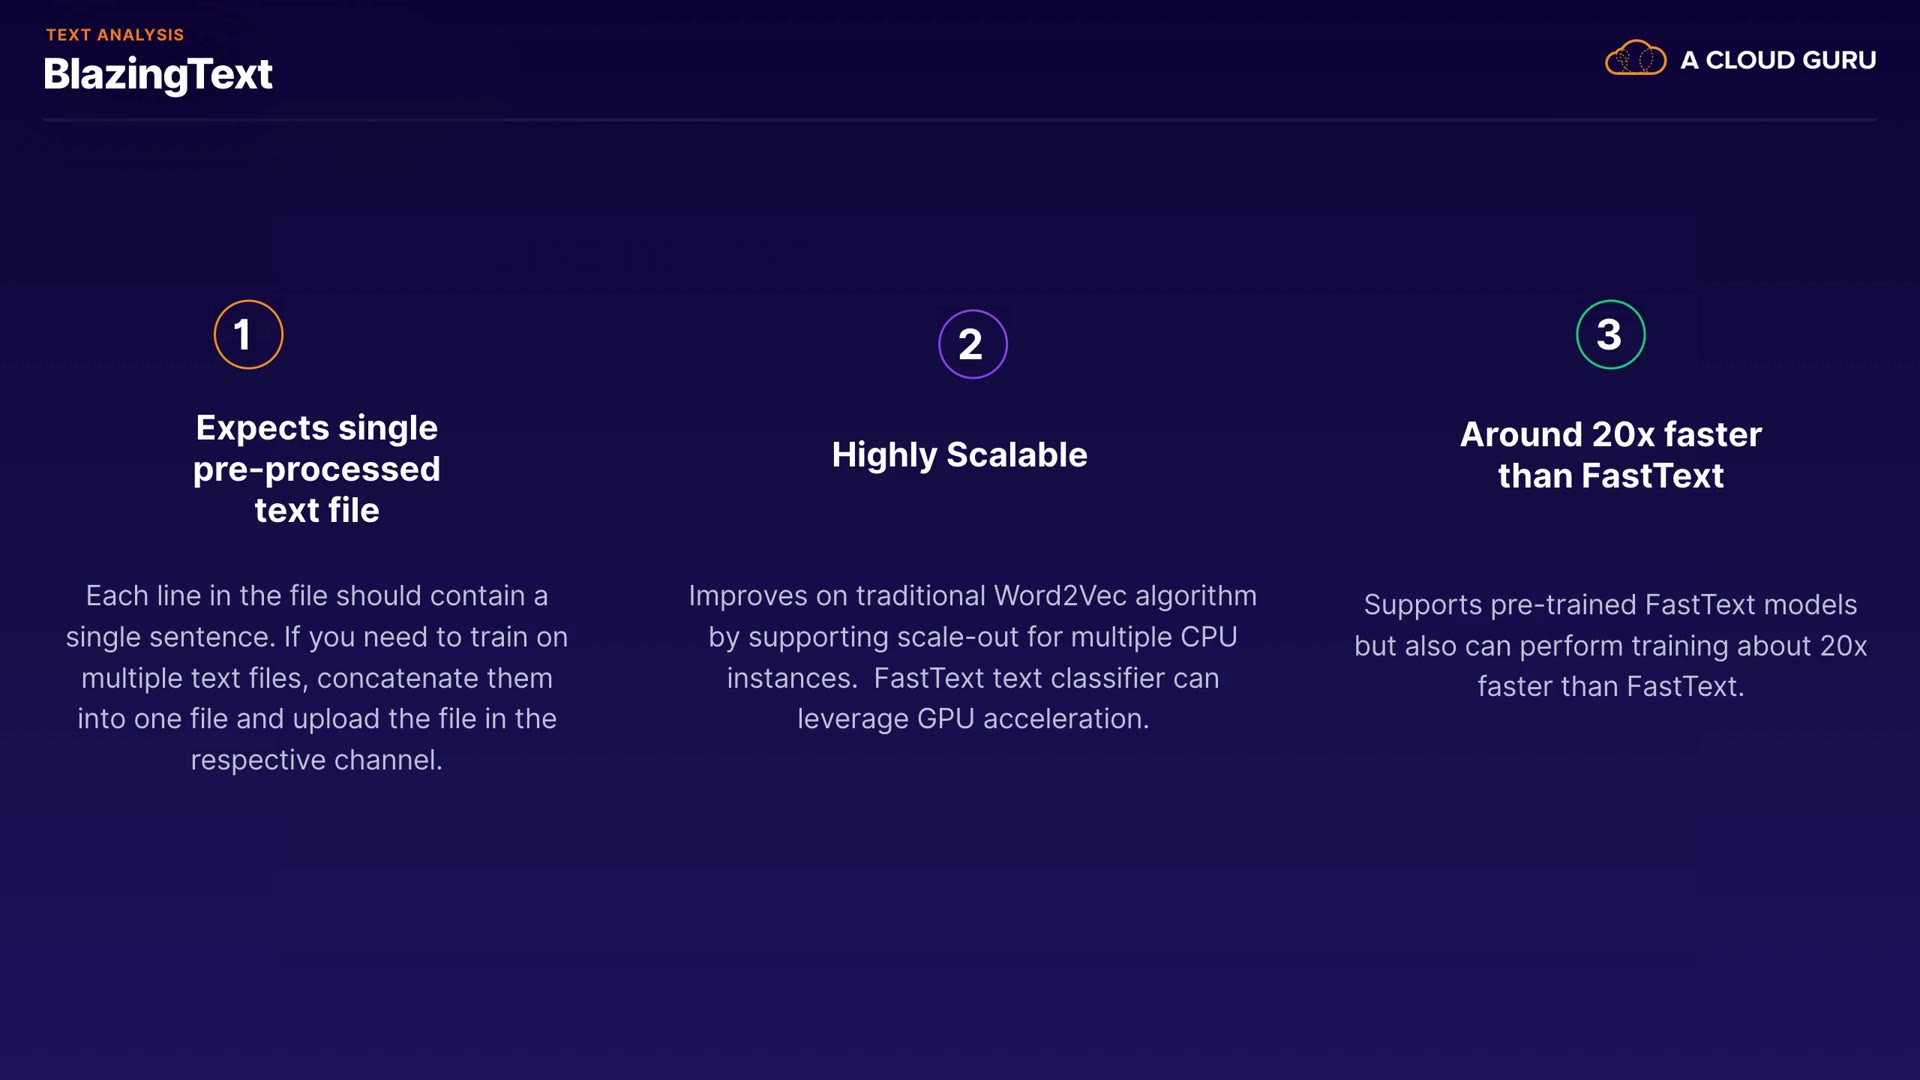 TEXT ANALYSIS
BlazingText
A CLOUD GURU
1
Expects single
pre-processed
text file
Each line in the file should contain a
single sentence. If you need to train on
multiple text files, concatenate them
into one file and upload the file in the
respective channel.
2
Highly Scalable
Improves on traditional Word2Vec algorithm
by supporting scale-out for multiple CPU
instances.  FastText text classifier can
leverage GPU acceleration.
3
Around 20x faster
than FastText
Supports pre-trained FastText models
but also can perform training about 20x
faster than FastText.